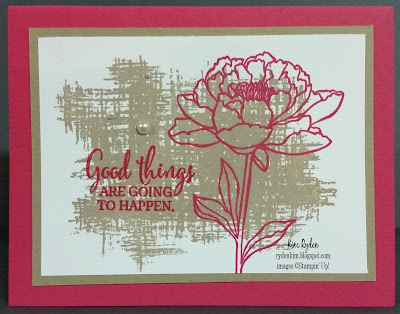 Good things
ARE GOING
TO HAPPEN.
Kim Ryden
rydenkim.blogspot.com
images ©Stampin' Up!